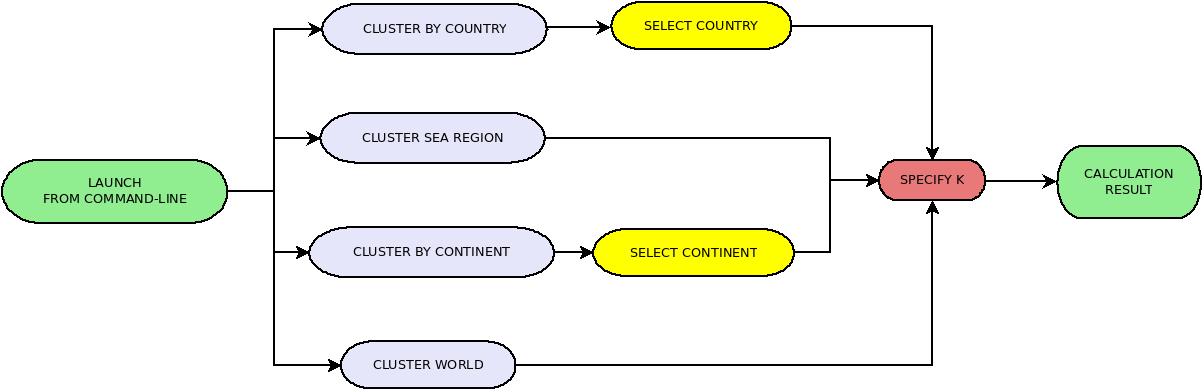 CLUSTER BY COUNTRY
SELECT COUNTRY
CLUSTER SEA REGION
LAUNCH
FROM COMMAND-LINE
SPECIFY K
CALCULATION
RESULT
CLUSTER BY CONTINENT
SELECT CONTINENT
CLUSTER WORLD